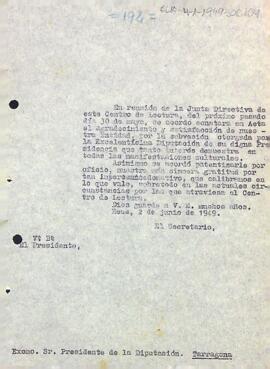 =192=
En reunión de la Junta Directiva de
este Centro de Lectura, del próximo pasado
día 30 de mayo, se acordó constara en Acta
el agradecimiento y satisfacción de nues-
tra Entidad, por la subvención otorgada por
la Excelentísima Diputación de su digna Pre
sidencia que tanto interés demuestra en
todas las manifestaciones culturales.
Asimismo se acordó patentizarle por
oficio, nuestra más sincera gratitud por
tan importante donativo, que calibramos en
lo que vale, sobretodo en las actuales cir-
cunstancias por las que atraviesa el Cen-
tro de Lectura.
Dios guarde a V. E. muchos años.
Reus, 2 de junio de 1949.
El Secretario,
Vº Bº
El Presidente,
Excmo. Sr. Presidente de la Diputación. Tarragona